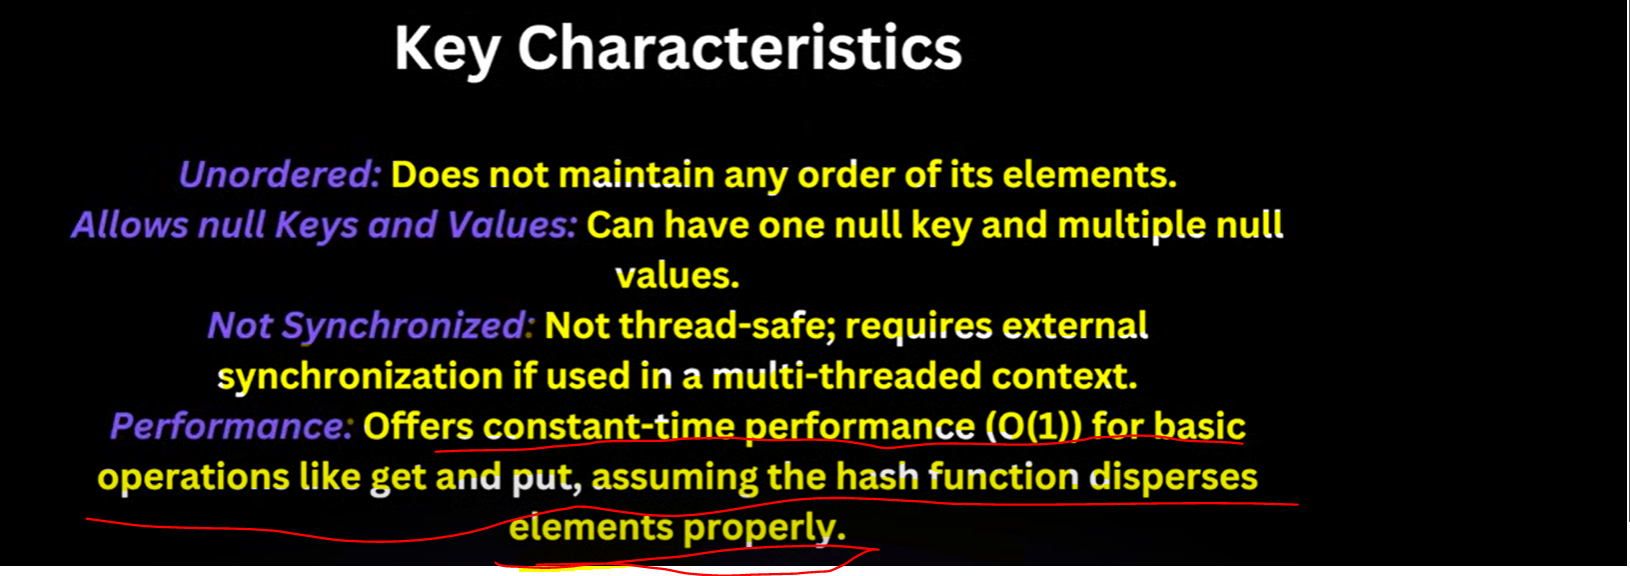 Key Characteristics
Unordered: Does not maintain any order of its elements.
Allows null Keys and Values: Can have one null key and multiple null
values.
Not Synchronized: Not thread-safe; requires external
synchronization if used in a multi-threaded context.
Performance: Offers constant-time performance (O(1)) for basic
operations like get and put, assuming the hash function disperses
elements properly.